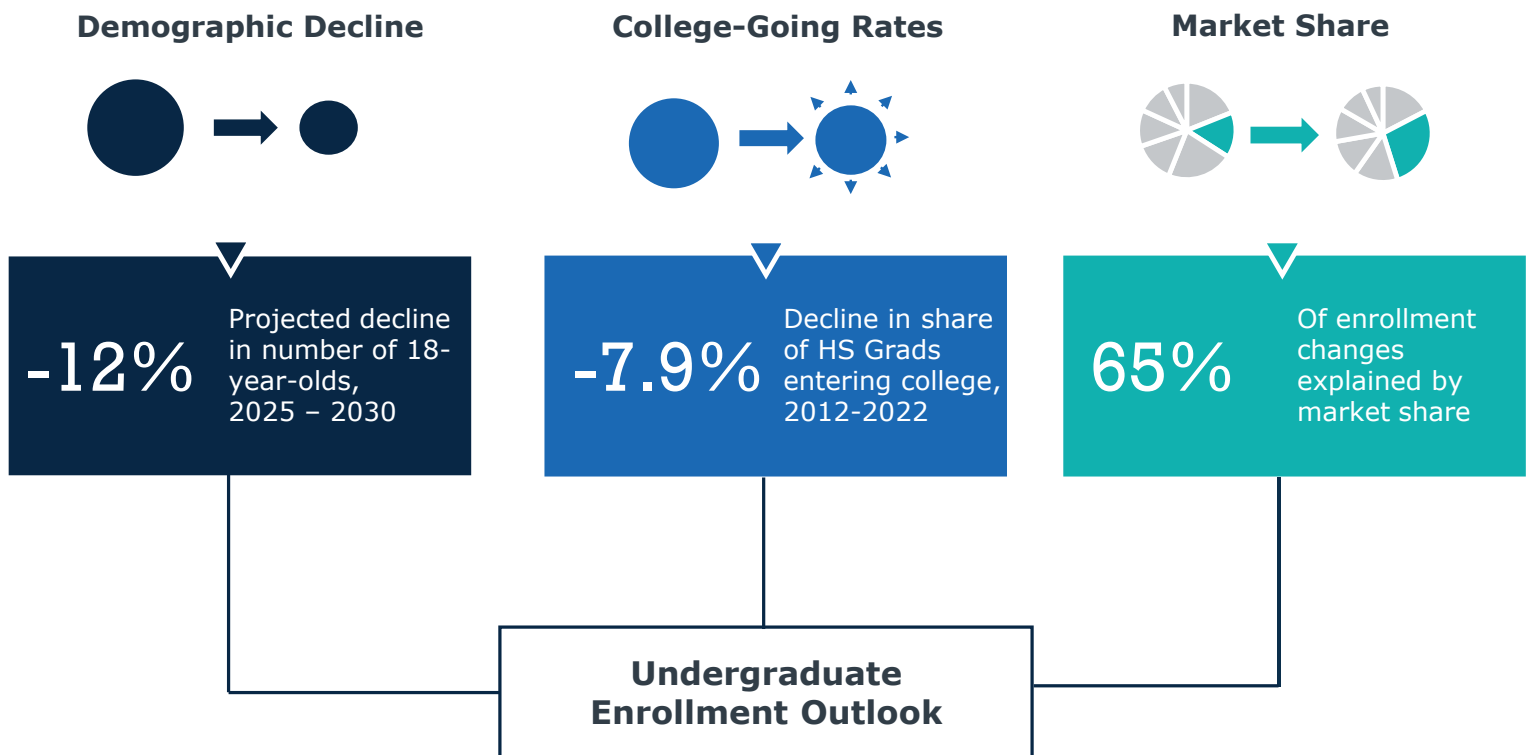 Demographic Decline
College-Going Rates
Market Share
-12%
Projected decline
in number of 18-
year-olds,
2025 – 2030
-7.9%
Decline in share
of HS Grads
entering college,
2012-2022
65%
Of enrollment
changes
explained by
market share
Undergraduate
Enrollment Outlook